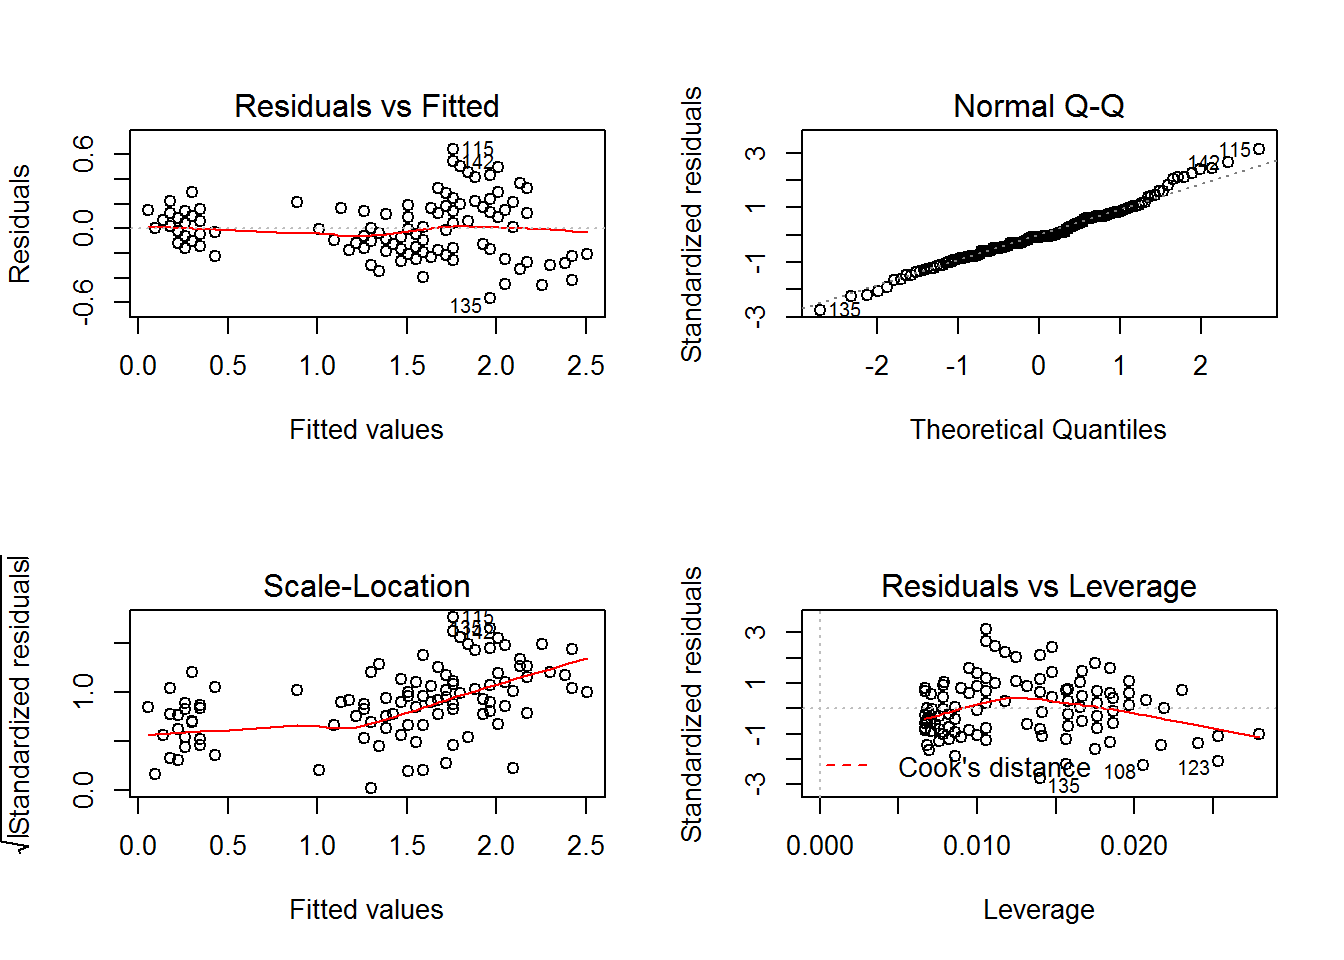 Residuals vs Fitted
Residuals
0.6
0.0
-0.6
115
142
135
0.0 0.5 1.0 1.5 2.0 2.5
Fitted values
Normal Q-Q
Standardized residuals
3
1
-1
-3
115
142
135
-2 -1 0 1 2
Theoretical Quantiles
Scale-Location
√|Standardized residuals|
1.0
0.0
115
135
142
0.0 0.5 1.0 1.5 2.0 2.5
Fitted values
Residuals vs Leverage
Standardized residuals
3
1
-1
-3
Cook's distance
108
123
135
0.000 0.010 0.020
Leverage